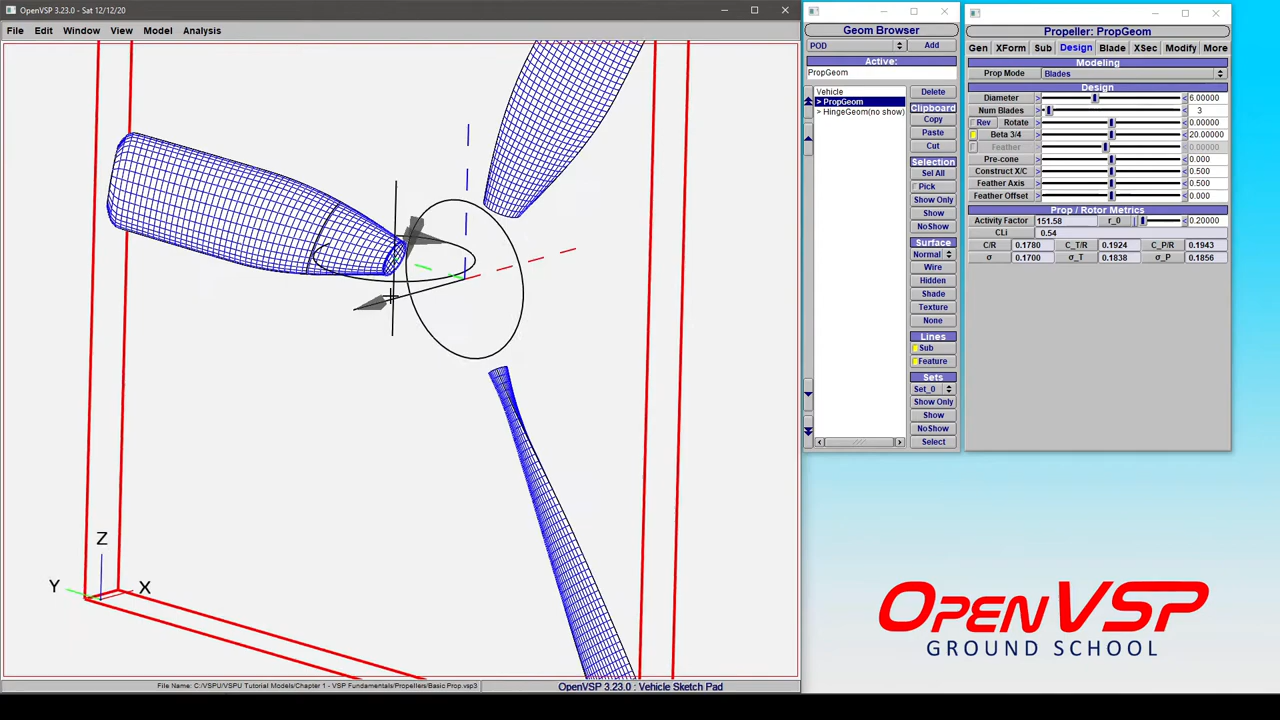 OpenVSP 3.23.0 - Sat 12/12/20
File Edit Window View Model Analysis
Z
Y
X
File Name: C:/VSPU/VSPU Tutorial Models/Chapter 1 - VSP Fundamentals/Propellers/Basic Prop.vsp3
OpenVSP 3.23.0 : Vehicle Sketch Pad
Geom Browser
POD Add
Active:
PropGeom
Vehicle
> PropGeom
> HingeGeom(no show)
Delete
Clipboard
Copy
Paste
Cut
Selection
Sel All
Pick
Show Only
Show
NoShow
Surface
Normal
Wire
Hidden
Shade
Texture
None
Lines
Sub
Feature
Sets
Set_0
Show Only
Show
NoShow
Select
Propeller: PropGeom
Gen XForm Sub Design Blade XSec Modify More
Modeling
Prop Mode Blades
Design
Diameter > < 6.00000
Num Blades > < 3
Rev Rotate > < 0.00000
Beta 3/4 > < 20.00000
Feather > < 0.00000
Pre-cone > < 0.000
Construct X/C > < 0.500
Feather Axis > < 0.500
Feather Offset > < 0.000
Prop / Rotor Metrics
Activity Factor 151.58 r_0 < 0.20000
CLi 0.54
C/R 0.1780 C_T/R 0.1924 C_P/R 0.1943
σ 0.1700 σ_T 0.1838 σ_P 0.1856
OPENVSP
GROUND SCHOOL